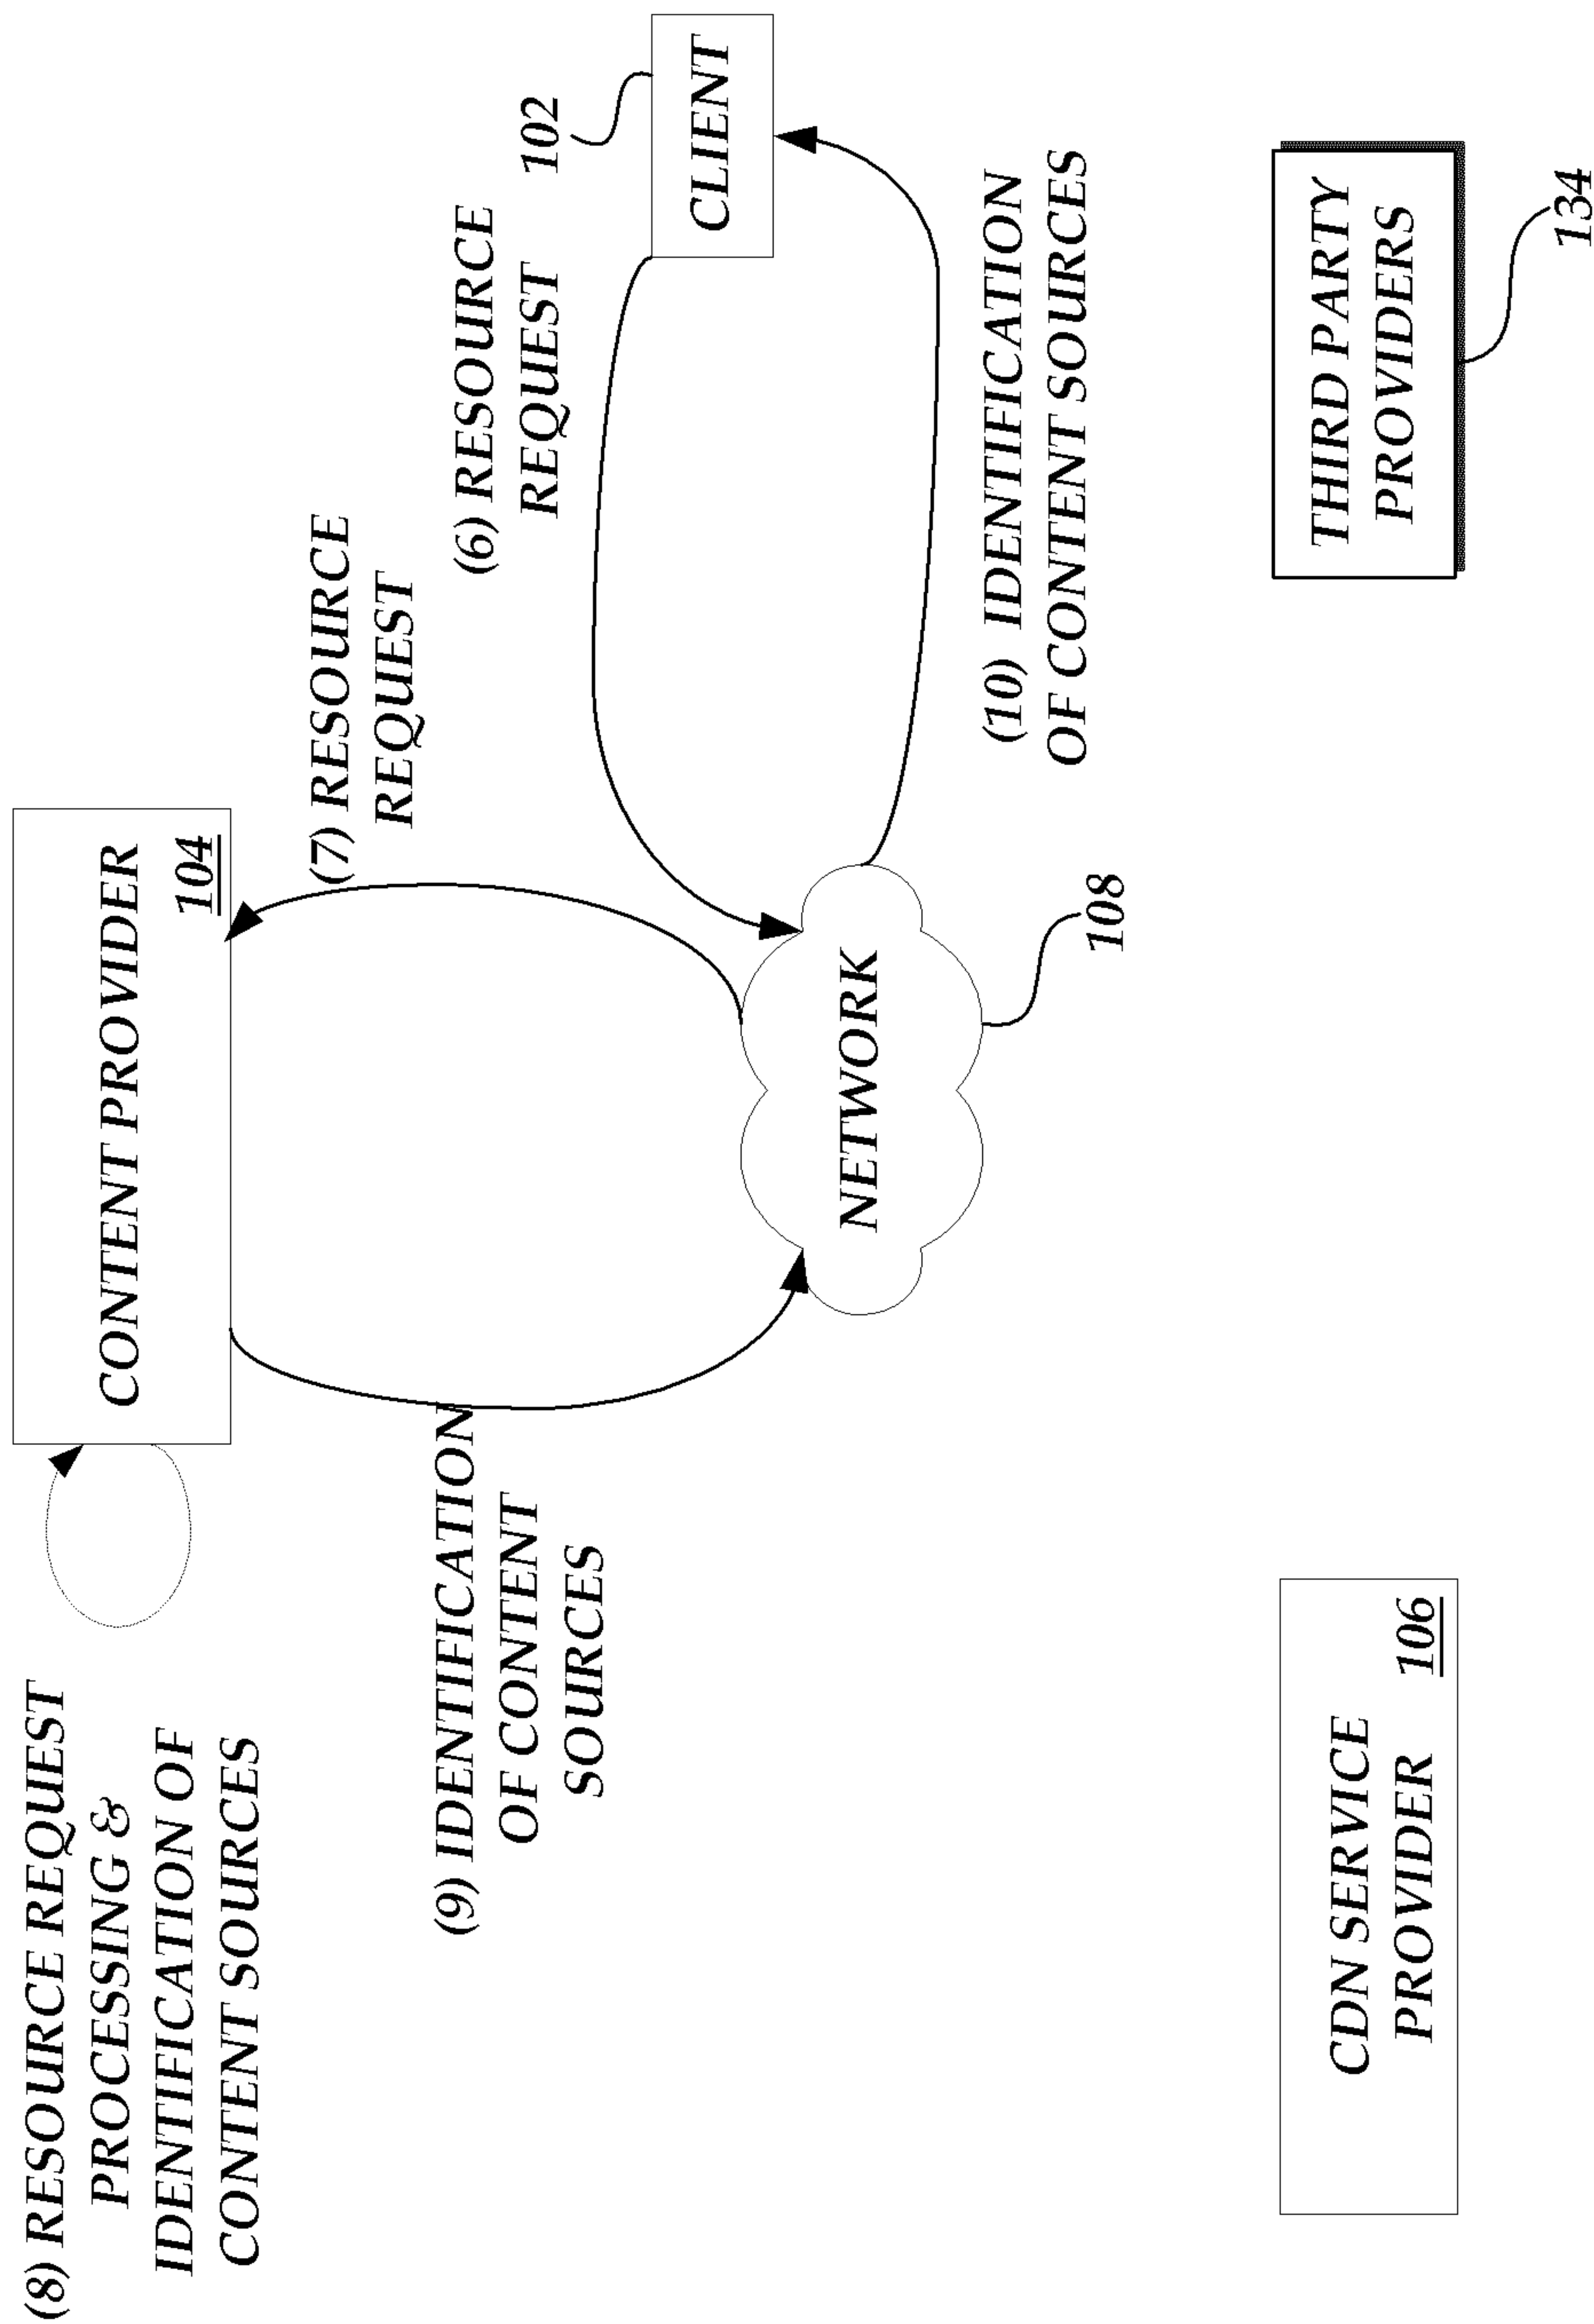 (8) RESOURCE REQUEST
PROCESSING &
IDENTIFICATION OF
CONTENT SOURCES
CONTENT PROVIDER
104
(7) RESOURCE
REQUEST
(9) IDENTIFICATION
OF CONTENT
SOURCES
(6) RESOURCE
REQUEST
102
CLIENT
NETWORK
108
(10) IDENTIFICATION
OF CONTENT SOURCES
CDN SERVICE
PROVIDER
106
THIRD PARTY
PROVIDERS
134